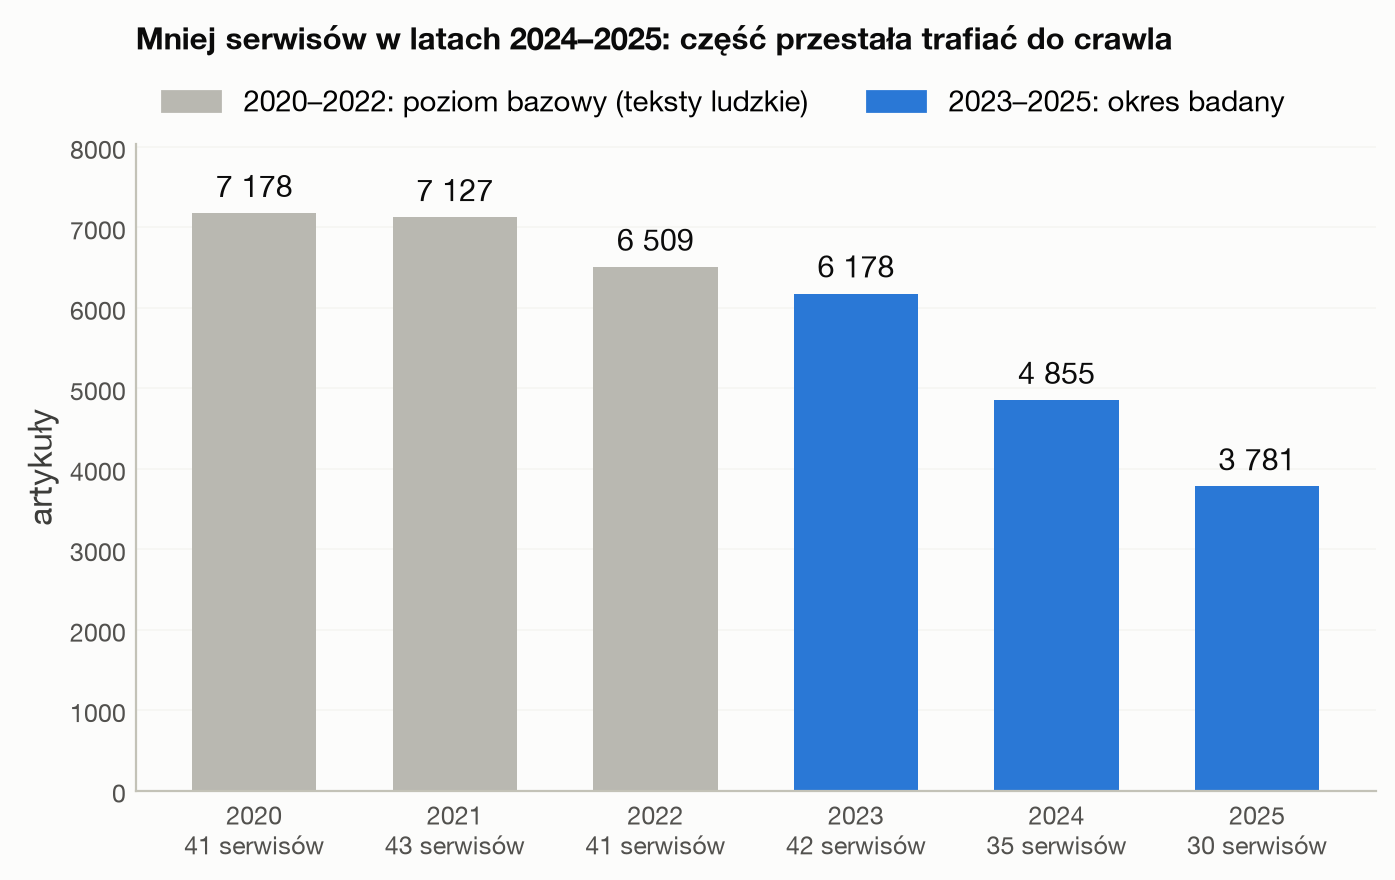 Mniej serwisów w latach 2024–2025: część przestała trafiać do crawla
2020–2022: poziom bazowy (teksty ludzkie)
2023–2025: okres badany
artykuły
8000
7000
6000
5000
4000
3000
2000
1000
0
7 178
7 127
6 509
6 178
4 855
3 781
2020
41 serwisów
2021
43 serwisów
2022
41 serwisów
2023
42 serwisów
2024
35 serwisów
2025
30 serwisów